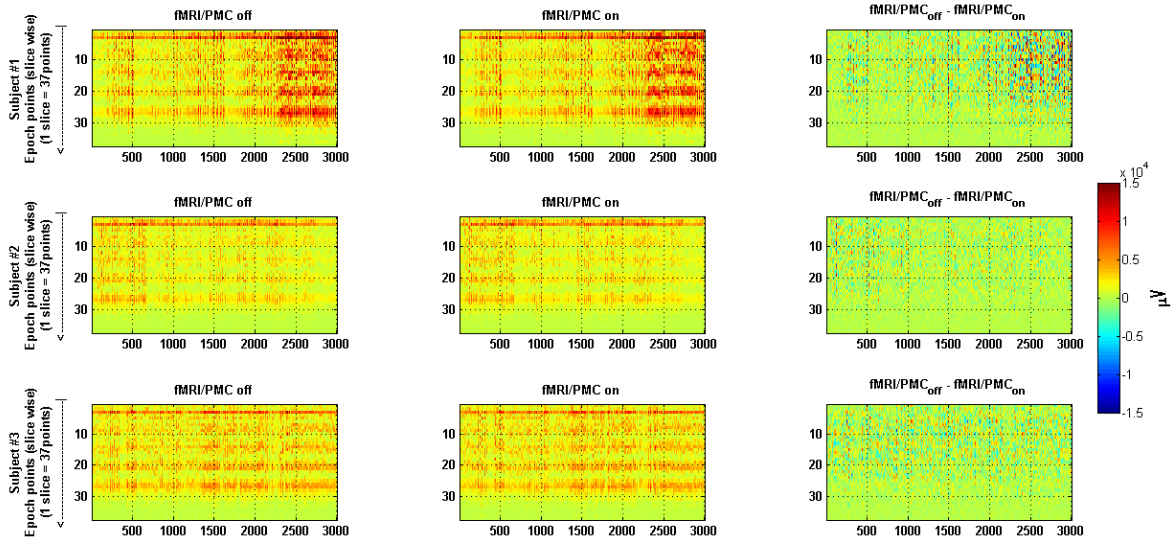 fMRI/PMC off
fMRI/PMC on
fMRI/PMC_off - fMRI/PMC_on
Subject #1
Epoch points (slice wise)
(1 slice = 37points)
10
20
30
500 1000 1500 2000 2500 3000
10
20
30
500 1000 1500 2000 2500 3000
10
20
30
500 1000 1500 2000 2500 3000
fMRI/PMC off
fMRI/PMC on
fMRI/PMC_off - fMRI/PMC_on
Subject #2
Epoch points (slice wise)
(1 slice = 37points)
10
20
30
500 1000 1500 2000 2500 3000
10
20
30
500 1000 1500 2000 2500 3000
10
20
30
500 1000 1500 2000 2500 3000
x 10^4
1.5
1
0.5
0
-0.5
-1
-1.5
µV
fMRI/PMC off
fMRI/PMC on
fMRI/PMC_off - fMRI/PMC_on
Subject #3
Epoch points (slice wise)
(1 slice = 37points)
10
20
30
500 1000 1500 2000 2500 3000
10
20
30
500 1000 1500 2000 2500 3000
10
20
30
500 1000 1500 2000 2500 3000